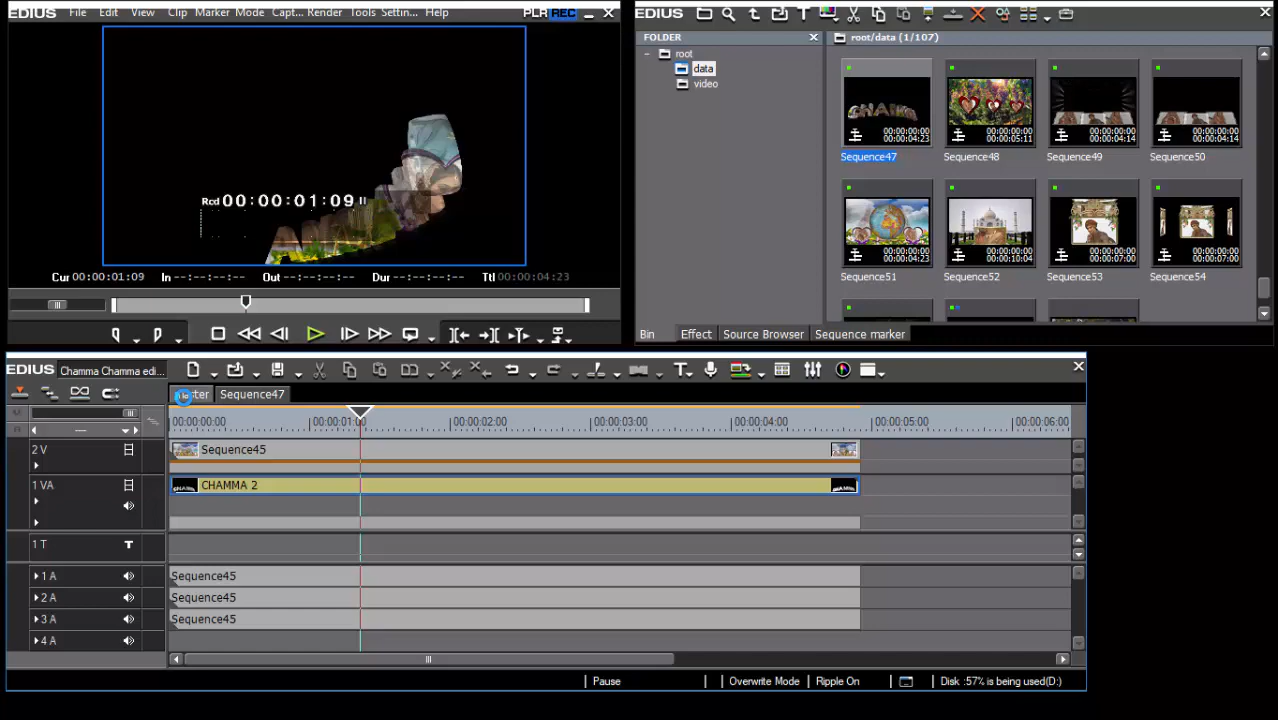 EDIUS File Edit View Clip Marker Mode Capt... Render Tools Settin... Help PLR REC
Rcd 00:00:01:09
Cur 00:00:01:09 In --:--:--:-- Out --:--:--:-- Dur --:--:--:-- Ttl 00:00:04:23
EDIUS
FOLDER
root
data
video
root/data (1/107)
CHAMMA
00:00:00:00
00:00:04:23
Sequence47
00:00:00:00
00:00:05:11
Sequence48
00:00:00:00
00:00:04:14
Sequence49
00:00:00:00
00:00:04:14
Sequence50
00:00:00:00
00:00:04:23
Sequence51
00:00:00:00
00:00:10:04
Sequence52
00:00:00:00
00:00:07:00
Sequence53
00:00:00:00
00:00:07:00
Sequence54
Bin Effect Source Browser Sequence marker
EDIUS Chamma Chamma edi...
Sequence47
00:00:00:00 00:00:02:00 00:00:03:00 00:00:04:00 00:00:05:00 00:00:06:00
2 V Sequence45
1 VA CHAMMA 2
1 T T
1 A Sequence45
2 A Sequence45
3 A Sequence45
4 A
Pause Overwrite Mode Ripple On Disk :57% is being used(D:)